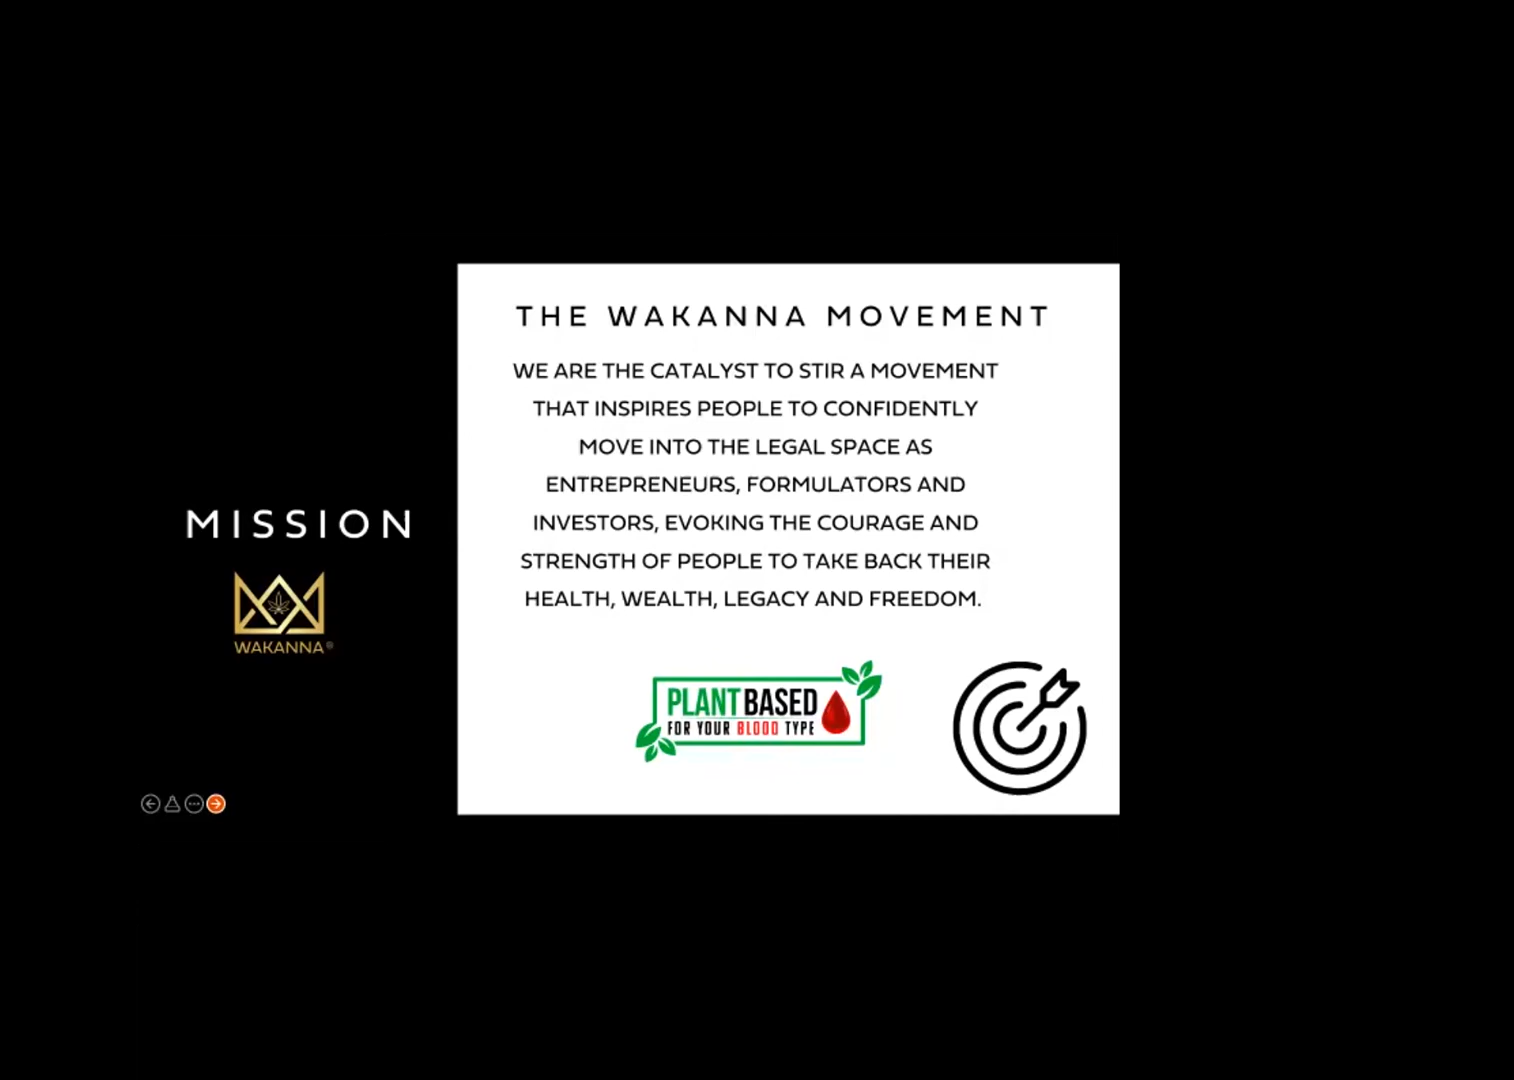 THE WAKANNA MOVEMENT
WE ARE THE CATALYST TO STIR A MOVEMENT
THAT INSPIRES PEOPLE TO CONFIDENTLY
MOVE INTO THE LEGAL SPACE AS
ENTREPRENEURS, FORMULATORS AND
INVESTORS, EVOKING THE COURAGE AND
STRENGTH OF PEOPLE TO TAKE BACK THEIR
HEALTH, WEALTH, LEGACY AND FREEDOM.
MISSION
WAKANNA®
PLANT BASED
FOR YOUR BLOOD TYPE